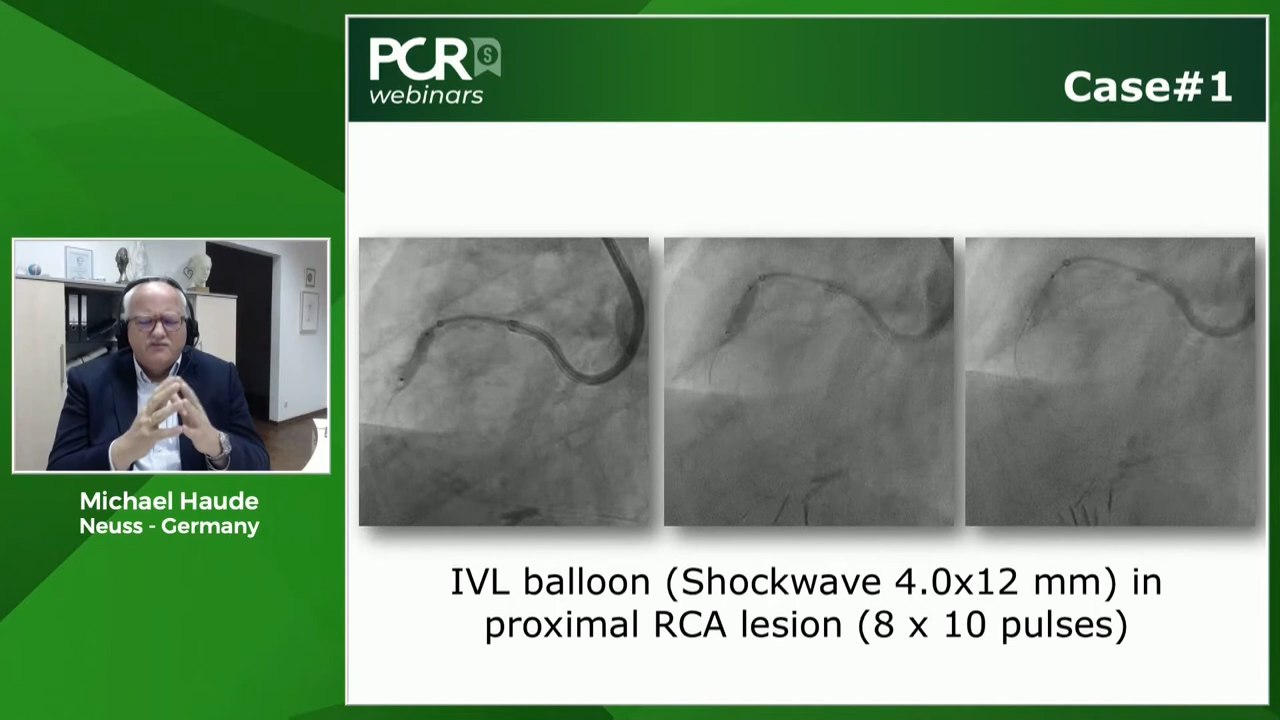 PCR
webinars
Case#1
Michael Haude
Neuss - Germany
IVL balloon (Shockwave 4.0x12 mm) in
proximal RCA lesion (8 x 10 pulses)